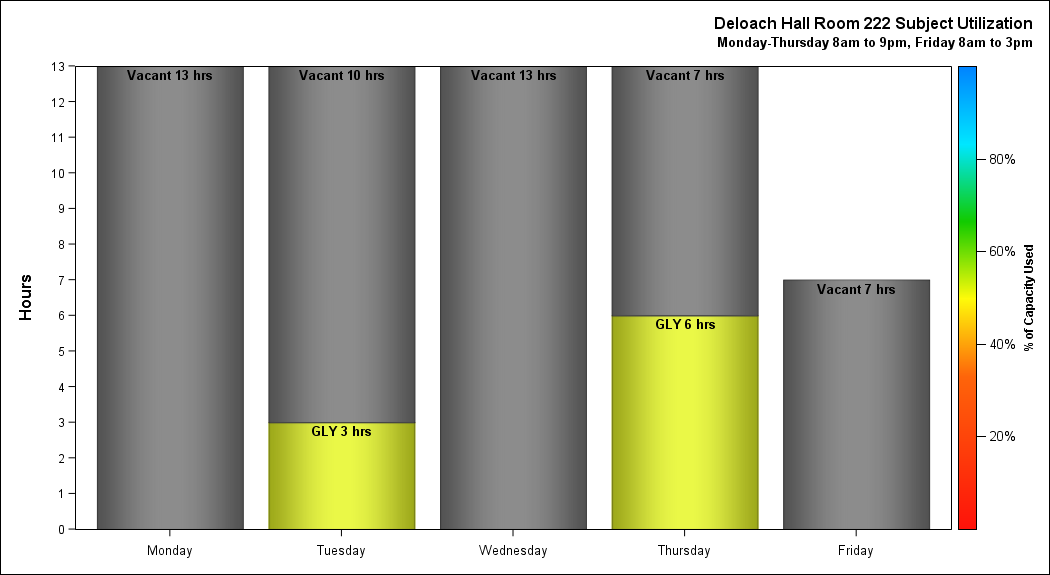 Deloach Hall Room 222 Subject Utilization
Monday-Thursday 8am to 9pm, Friday 8am to 3pm
Hours
13
12
11
10
9
8
7
6
5
4
3
2
1
0
Vacant 13 hrs
Vacant 10 hrs
GLY 3 hrs
Vacant 13 hrs
Vacant 7 hrs
GLY 6 hrs
Vacant 7 hrs
Monday
Tuesday
Wednesday
Thursday
Friday
80%
60%
40%
20%
% of Capacity Used